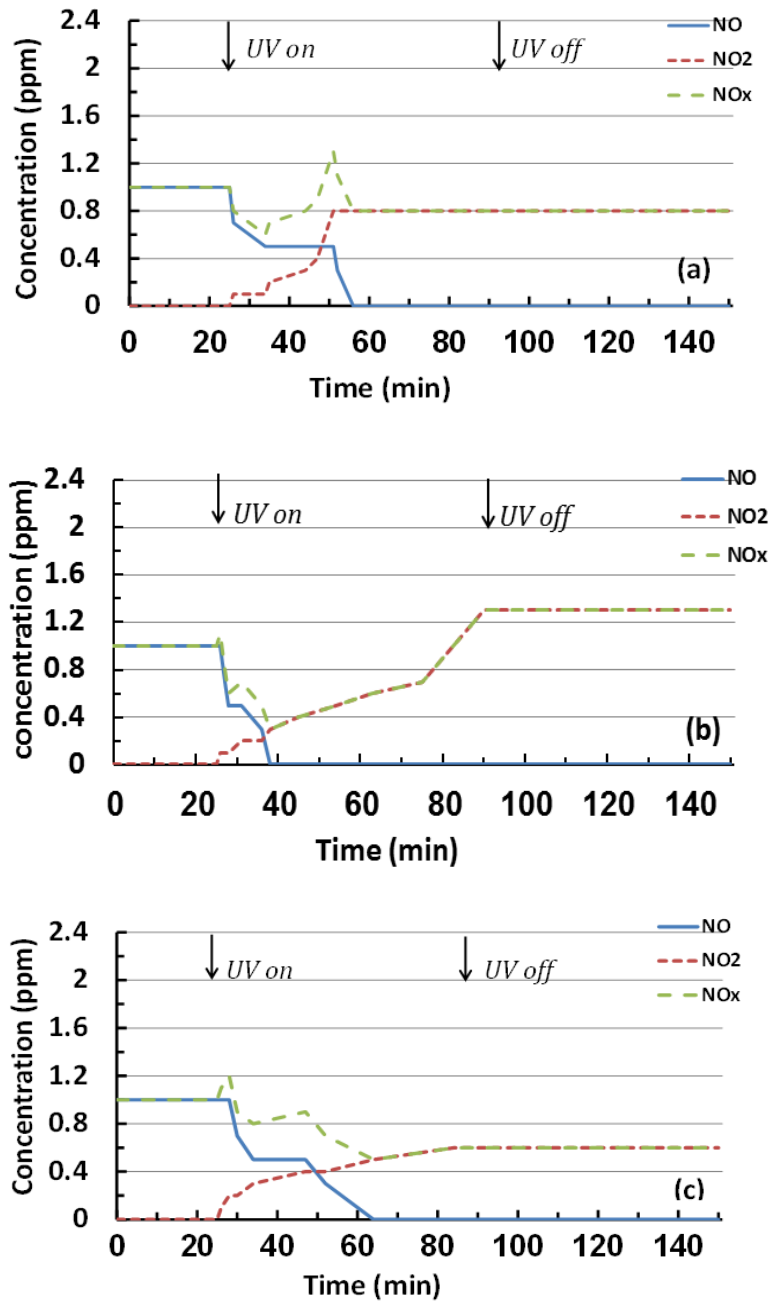 2.4
2
1.6
1.2
0.8
0.4
0
Concentration (ppm)
UV on
UV off
NO
NO2
NOx
(a)
0 20 40 60 80 100 120 140
Time (min)
2.4
2
1.6
1.2
0.8
0.4
0
concentration (ppm)
UV on
UV off
NO
NO2
NOx
(b)
0 20 40 60 80 100 120 140
Time (min)
2.4
2
1.6
1.2
0.8
0.4
0
Concentration (ppm)
UV on
UV off
NO
NO2
NOx
(c)
0 20 40 60 80 100 120 140
Time (min)